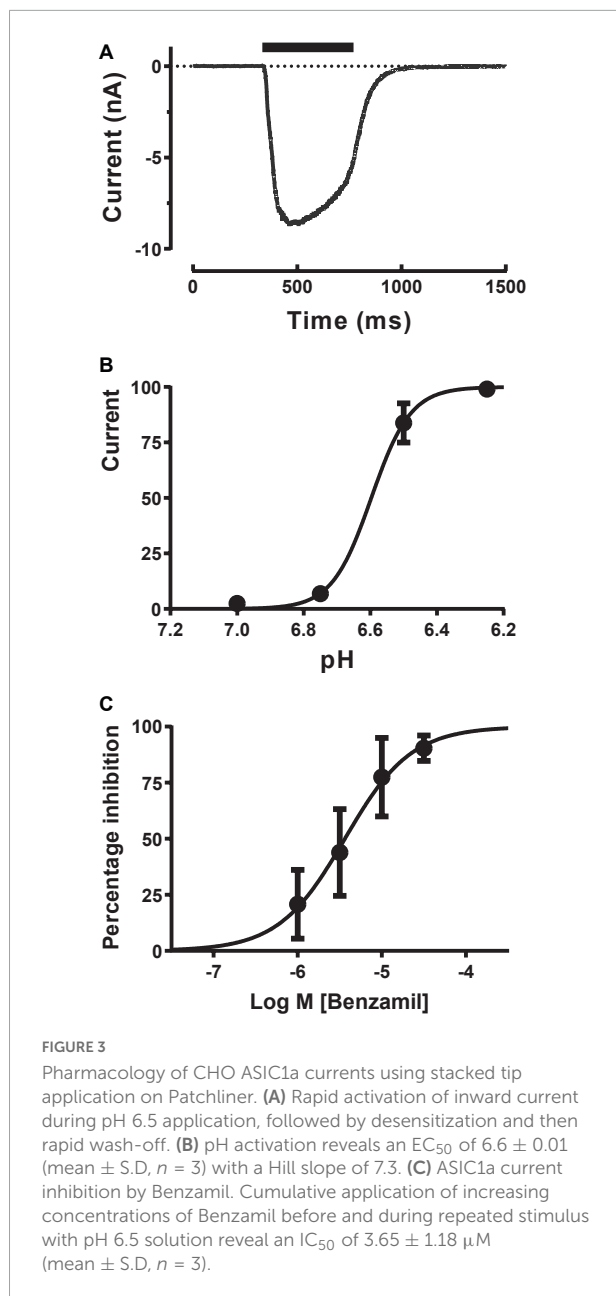 A
Current (nA)
0
-5
-10
0 500 1000 1500
Time (ms)
B
Current
100
75
50
25
0
7.2 7.0 6.8 6.6 6.4 6.2
pH
C
Percentage inhibition
100
75
50
25
0
-7 -6 -5 -4
Log M [Benzamil]
FIGURE 3
Pharmacology of CHO ASIC1a currents using stacked tip
application on Patchliner. (A) Rapid activation of inward current
during pH 6.5 application, followed by desensitization and then
rapid wash-off. (B) pH activation reveals an EC50 of 6.6 ± 0.01
(mean ± S.D, n = 3) with a Hill slope of 7.3. (C) ASIC1a current
inhibition by Benzamil. Cumulative application of increasing
concentrations of Benzamil before and during repeated stimulus
with pH 6.5 solution reveal an IC50 of 3.65 ± 1.18 μM
(mean ± S.D, n = 3).